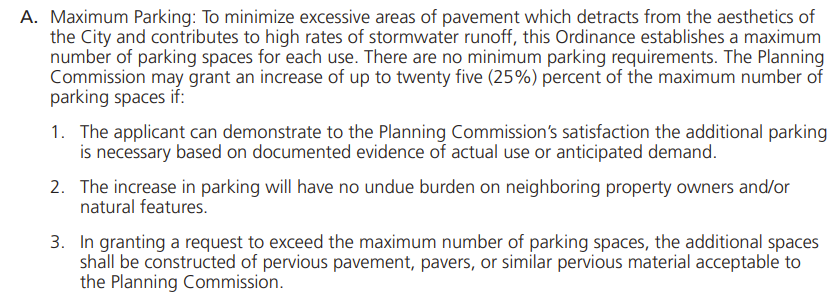 A. Maximum Parking: To minimize excessive areas of pavement which detracts from the aesthetics of
the City and contributes to high rates of stormwater runoff, this Ordinance establishes a maximum
number of parking spaces for each use. There are no minimum parking requirements. The Planning
Commission may grant an increase of up to twenty five (25%) percent of the maximum number of
parking spaces if:
1. The applicant can demonstrate to the Planning Commission’s satisfaction the additional parking
is necessary based on documented evidence of actual use or anticipated demand.
2. The increase in parking will have no undue burden on neighboring property owners and/or
natural features.
3. In granting a request to exceed the maximum number of parking spaces, the additional spaces
shall be constructed of pervious pavement, pavers, or similar pervious material acceptable to
the Planning Commission.